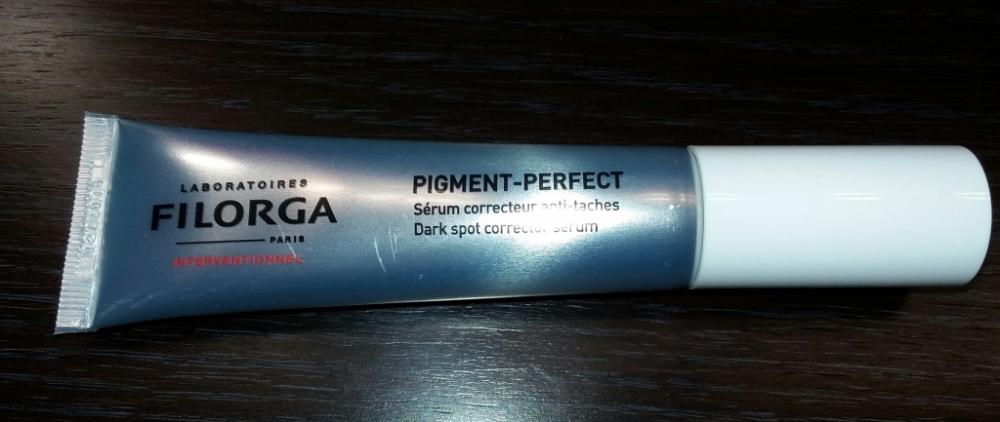 LABORATOIRES
FILORGA
PARIS
INTERVENTIONNEL
PIGMENT-PERFECT
Sérum correcteur anti-taches
Dark spot corrector serum